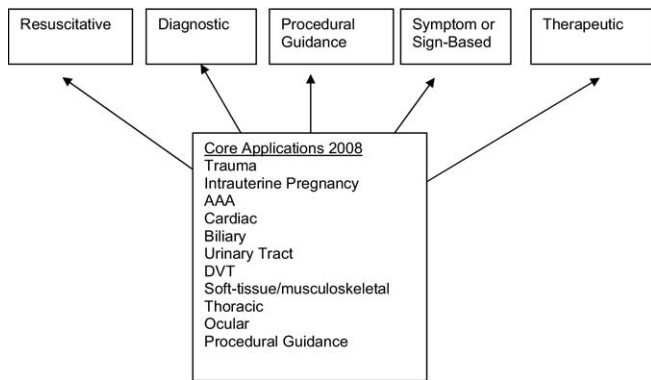 Resuscitative
Diagnostic
Procedural
Guidance
Symptom or
Sign-Based
Therapeutic
Core Applications 2008
Trauma
Intrauterine Pregnancy
AAA
Cardiac
Biliary
Urinary Tract
DVT
Soft-tissue/musculoskeletal
Thoracic
Ocular
Procedural Guidance